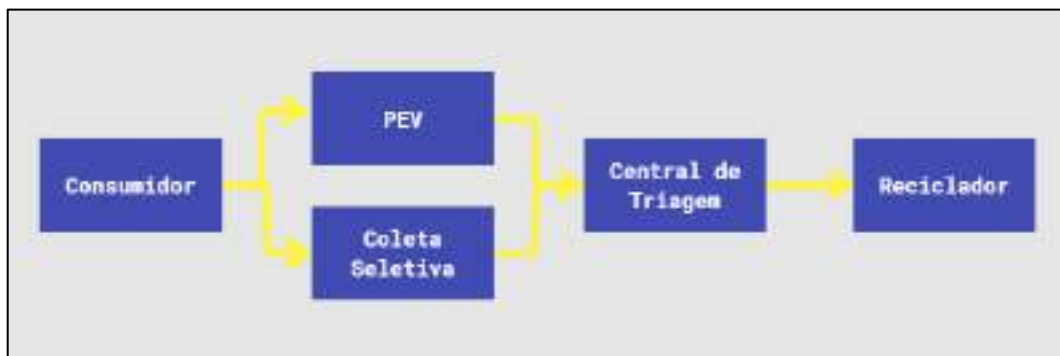 Consumidor
PEV
Coleta
Seletiva
Central de
Triagem
Reciclador